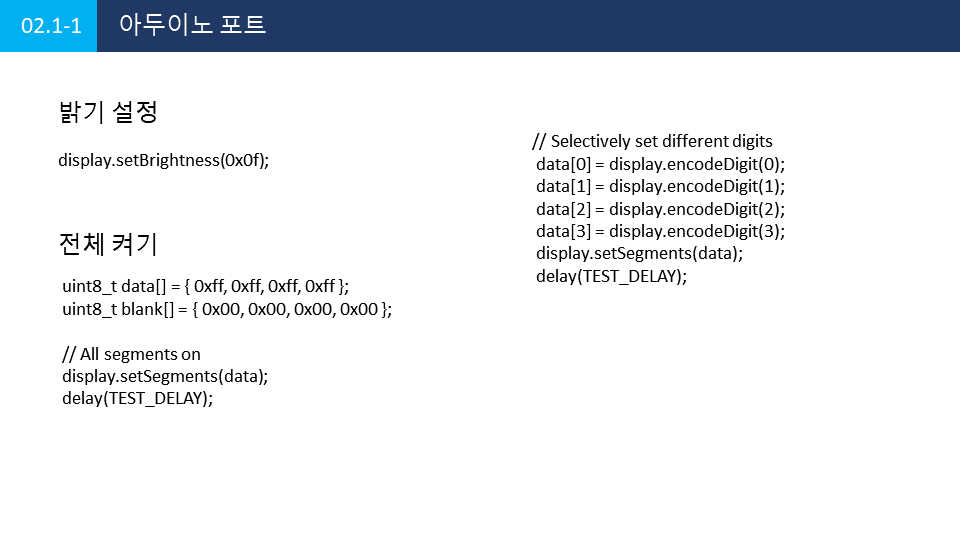 02.1-1 아두이노 포트
밝기 설정
display.setBrightness(0x0f);
전체 켜기
uint8_t data[] = { 0xff, 0xff, 0xff, 0xff };
uint8_t blank[] = { 0x00, 0x00, 0x00, 0x00 };
// All segments on
display.setSegments(data);
delay(TEST_DELAY);
// Selectively set different digits
data[0] = display.encodeDigit(0);
data[1] = display.encodeDigit(1);
data[2] = display.encodeDigit(2);
data[3] = display.encodeDigit(3);
display.setSegments(data);
delay(TEST_DELAY);